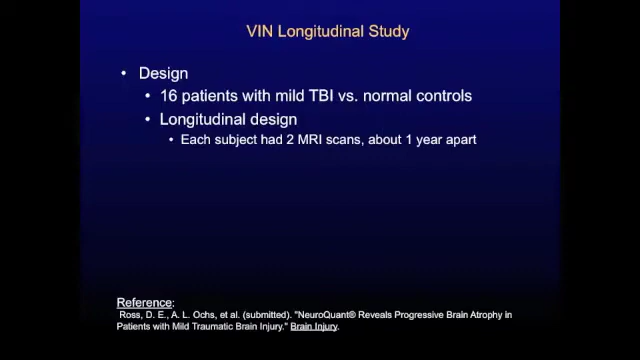 VIN Longitudinal Study
• Design
• 16 patients with mild TBI vs. normal controls
• Longitudinal design
• Each subject had 2 MRI scans, about 1 year apart
Reference:
Ross, D. E., A. L. Ochs, et al. (submitted). "NeuroQuant® Reveals Progressive Brain Atrophy in
Patients with Mild Traumatic Brain Injury." Brain Injury.